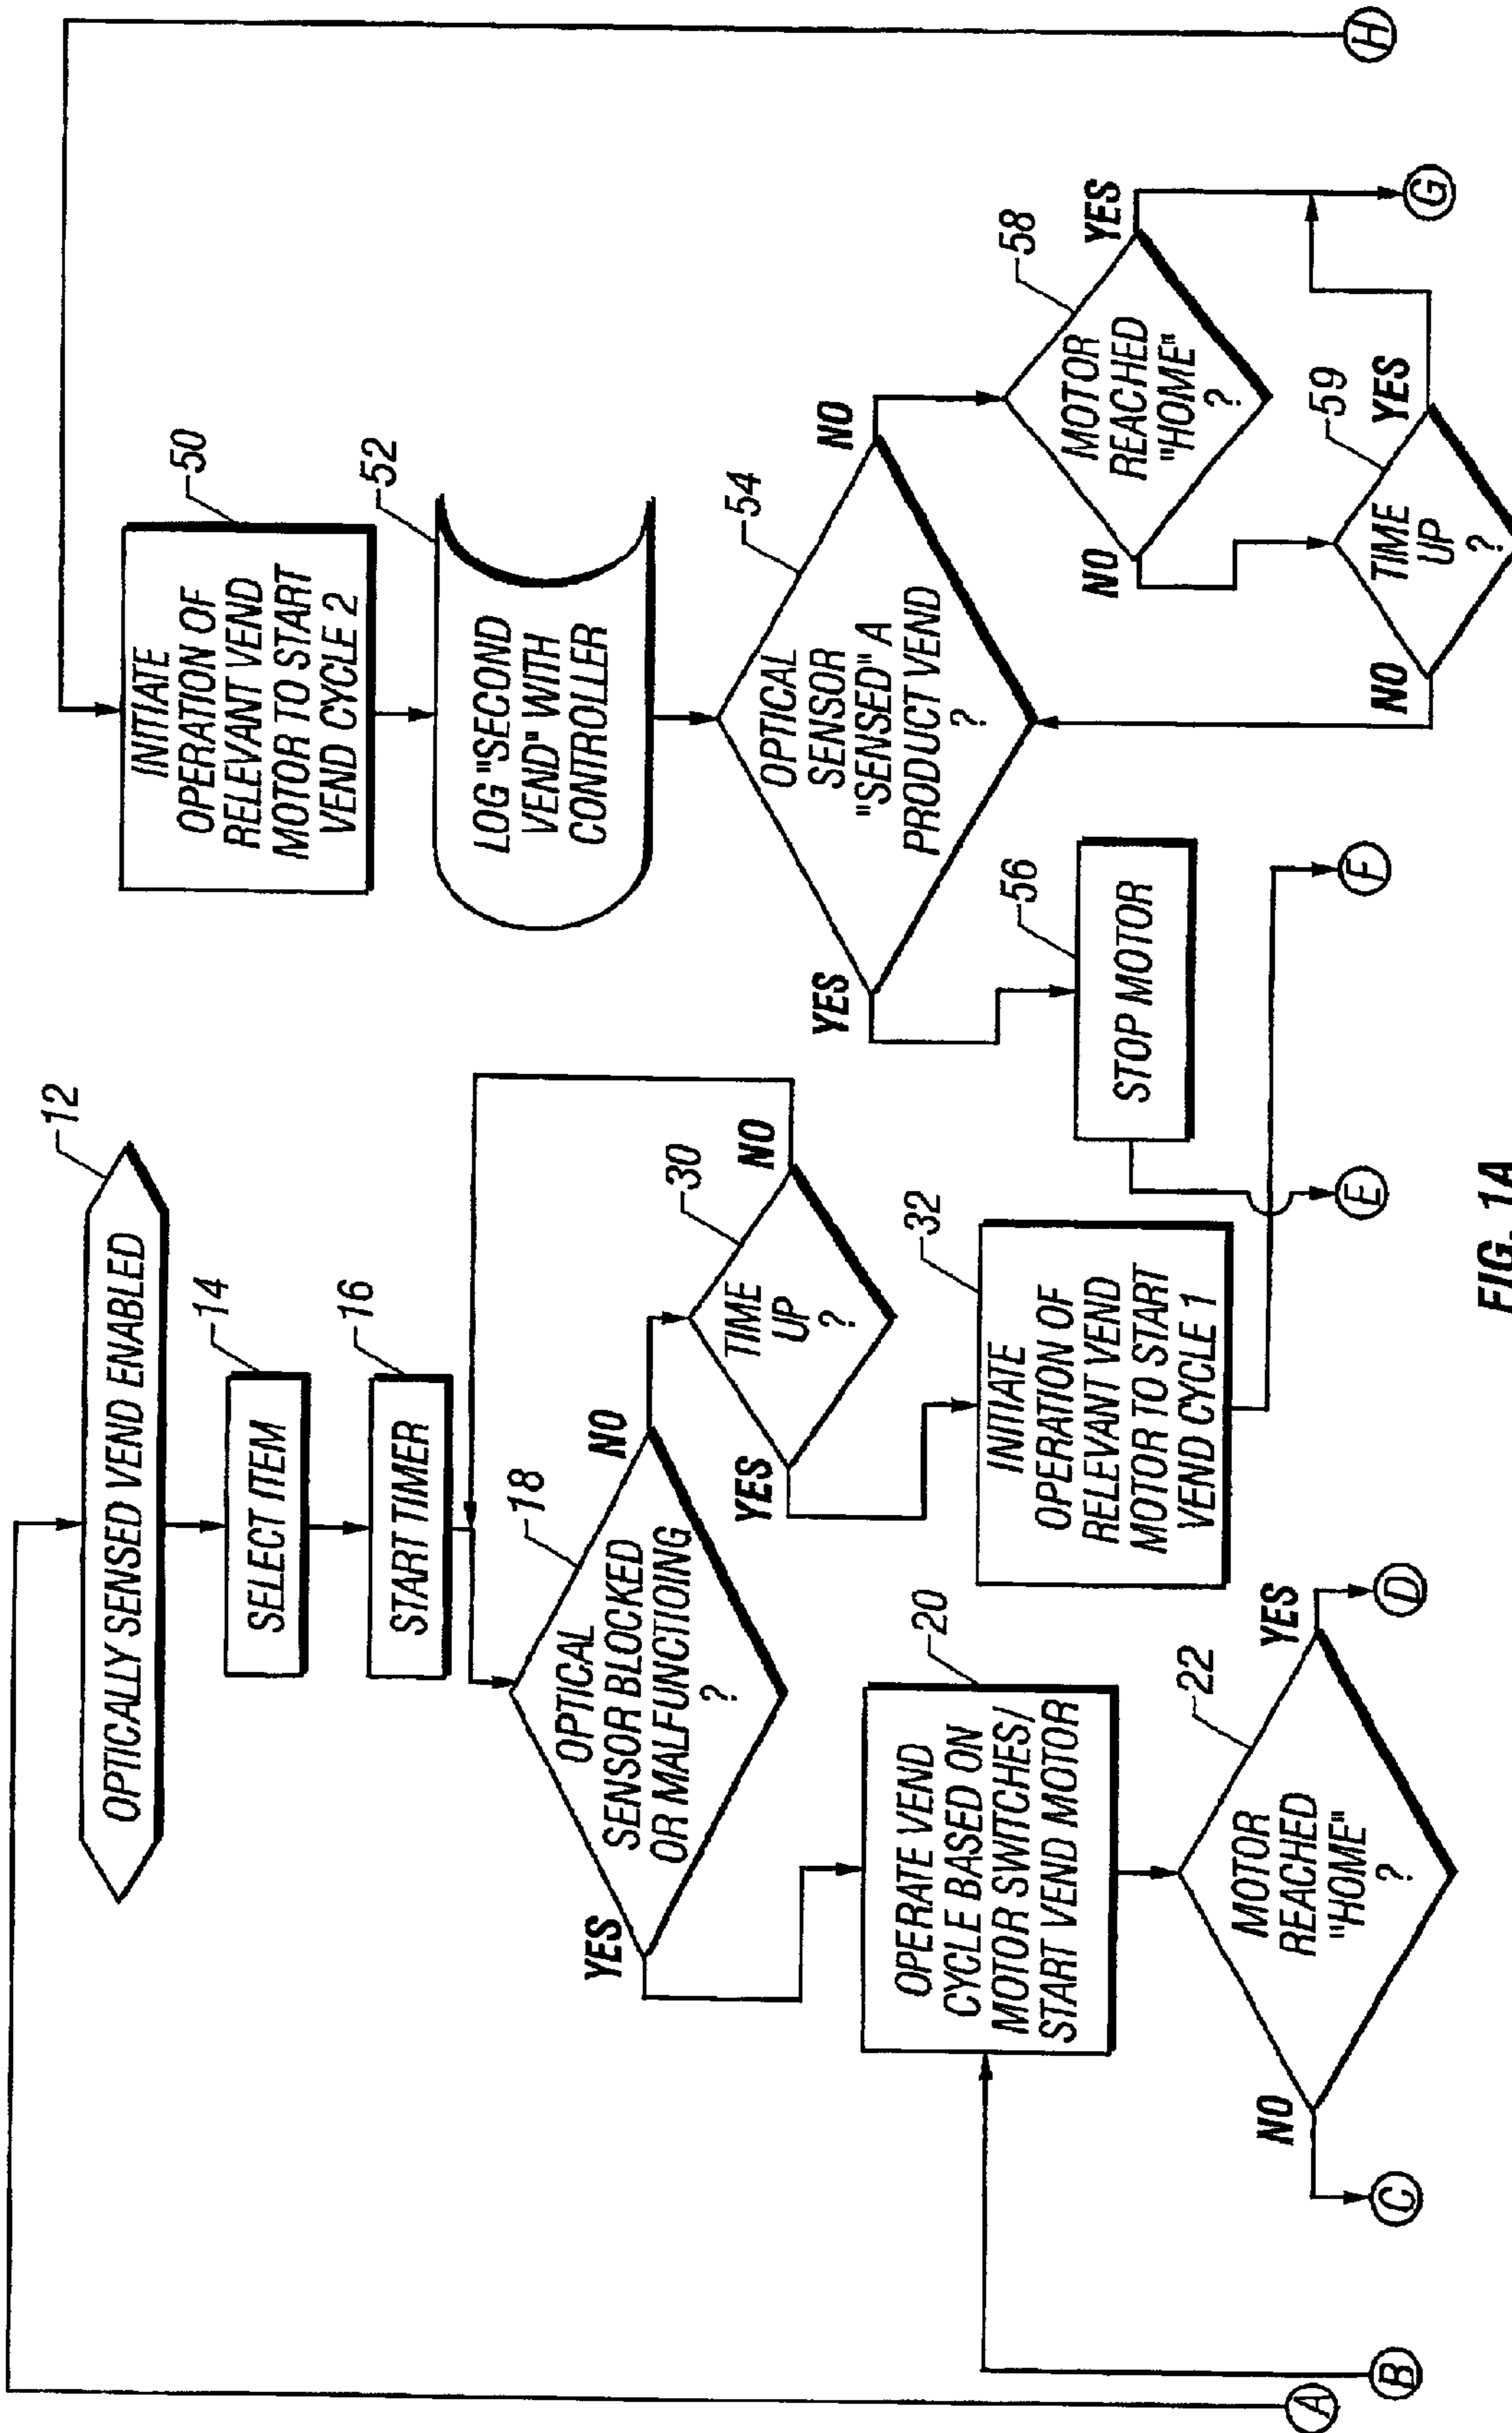 12
OPTICALLY SENSED VEND ENABLED
14
SELECT ITEM
16
START TIMER
18
OPTICAL
SENSOR BLOCKED
OR MALFUNCTIOING
?
YES
NO
30
TIME
UP
?
NO
YES
20
OPERATE VEND
CYCLE BASED ON
MOTOR SWITCHES/
START VEND MOTOR
22
MOTOR
REACHED
"HOME"
?
NO
YES
32
INITIATE
OPERATION OF
RELEVANT VEND
MOTOR TO START
VEND CYCLE 1
50
INITIATE
OPERATION OF
RELEVANT VEND
MOTOR TO START
VEND CYCLE 2
52
LOG "SECOND
VEND" WITH
CONTROLLER
54
OPTICAL
SENSOR
"SENSED" A
PRODUCT VEND
?
YES
NO
56
STOP MOTOR
58
MOTOR
REACHED
"HOME"
?
NO
YES
59
TIME
UP
?
NO
YES
A
B
C
D
E
F
G
H
FIG. 1A